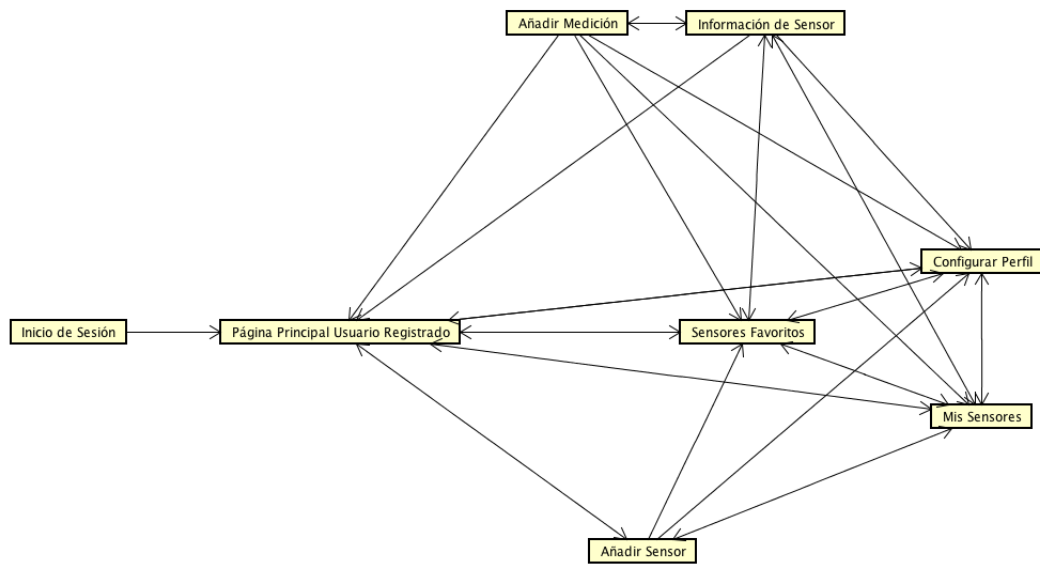 Añadir Medición
Información de Sensor
Configurar Perfil
Inicio de Sesión
Página Principal Usuario Registrado
Sensores Favoritos
Mis Sensores
Añadir Sensor